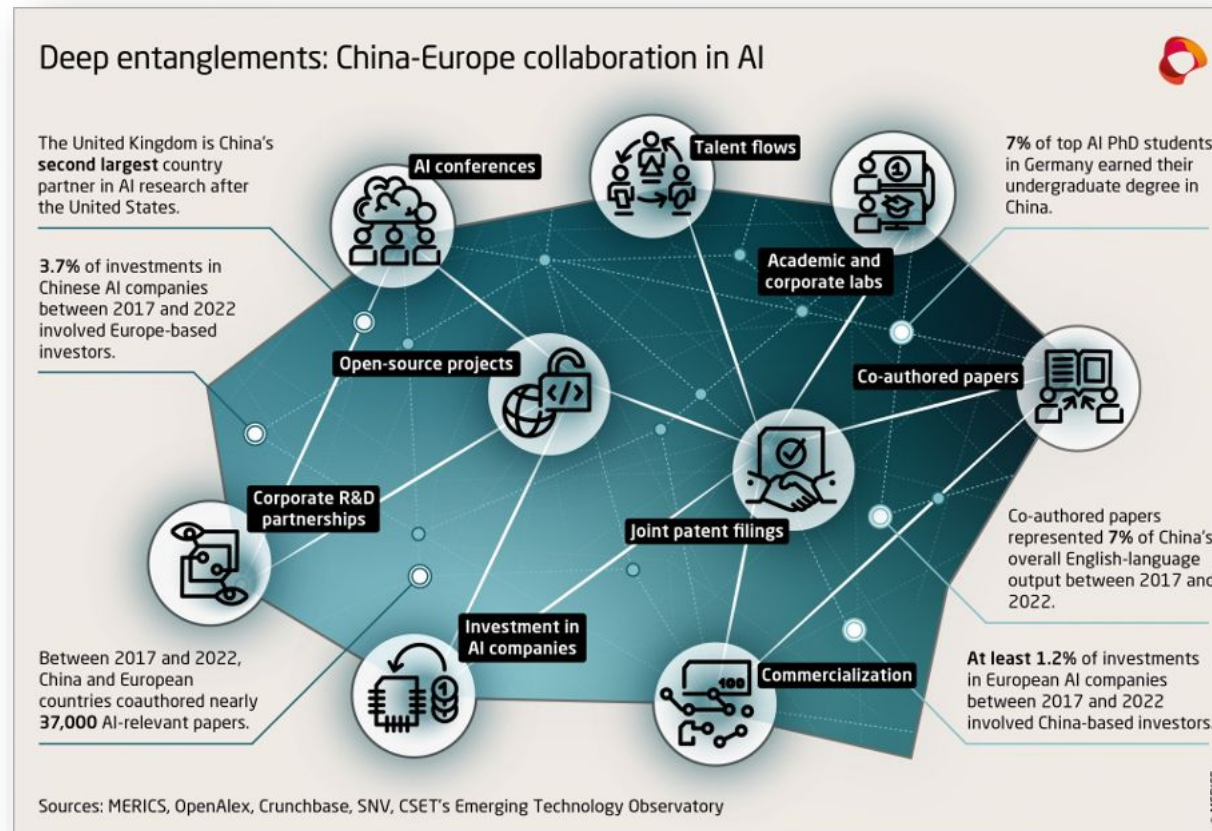 Deep entanglements: China-Europe collaboration in AI
The United Kingdom is China's
second largest country
partner in AI research after
the United States.
3.7% of investments in
Chinese AI companies
between 2017 and 2022
involved Europe-based
investors.
AI conferences
Talent flows
Academic and
corporate labs
7% of top AI PhD students
in Germany earned their
undergraduate degree in
China.
Open-source projects
</>
Co-authored papers
Corporate R&D
partnerships
Joint patent filings
Co-authored papers
represented 7% of China's
overall English-language
output between 2017 and
2022.
Between 2017 and 2022,
China and European
countries coauthored nearly
37,000 AI-relevant papers.
Investment in
AI companies
1
1
100
Commercialization
At least 1.2% of investments
in European AI companies
between 2017 and 2022
involved China-based investors.
Sources: MERICS, OpenAlex, Crunchbase, SNV, CSET's Emerging Technology Observatory
© MERICS